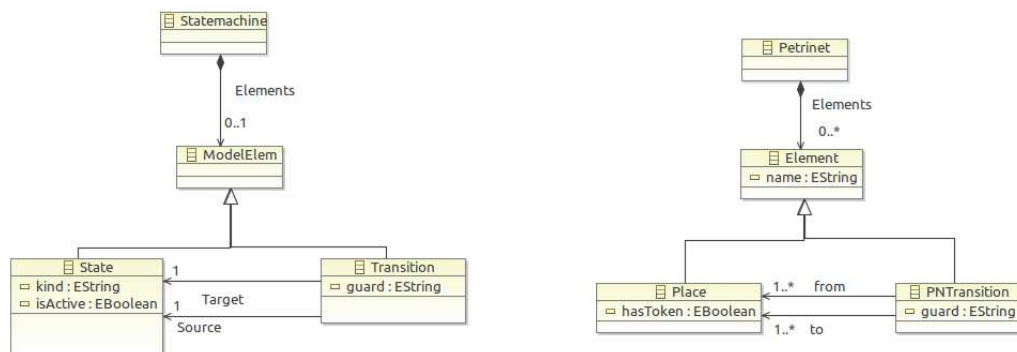 Statemachine
Elements
0..1
ModelElem
State
kind : EString
isActive : EBoolean
Transition
guard : EString
1
Target
1
Source
Petrinet
Elements
0..*
Element
name : EString
Place
hasToken : EBoolean
PNTransition
guard : EString
1..* from
1..* to